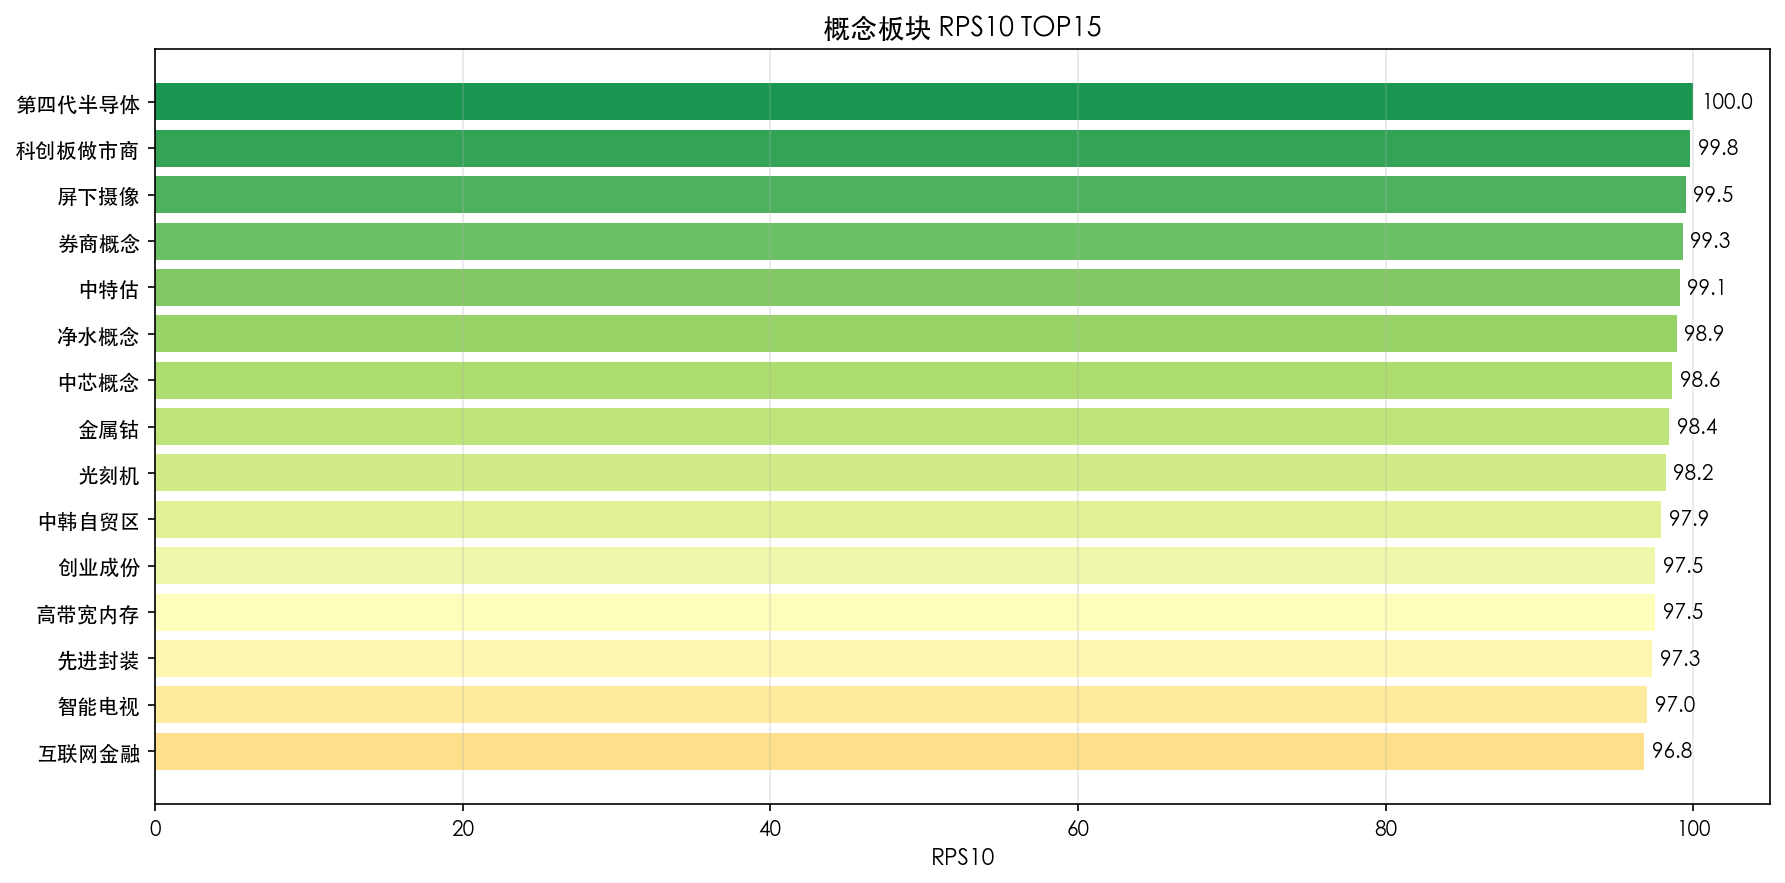 概念板块 RPS10 TOP15
第四代半导体 100.0
科创板做市商 99.8
屏下摄像 99.5
券商概念 99.3
中特估 99.1
净水概念 98.9
中芯概念 98.6
金属钴 98.4
光刻机 98.2
中韩自贸区 97.9
创业成份 97.5
高带宽内存 97.5
先进封装 97.3
智能电视 97.0
互联网金融 96.8
0 20 40 60 80 100
RPS10